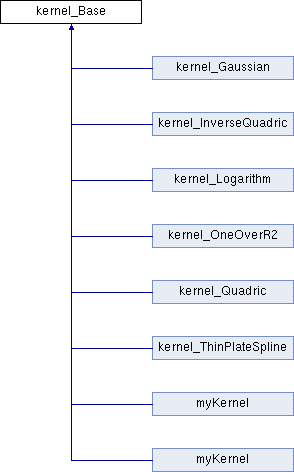 kernel_Base
kernel_Gaussian
kernel_InverseQuadric
kernel_Logarithm
kernel_OneOverR2
kernel_Quadric
kernel_ThinPlateSpline
myKernel
myKernel